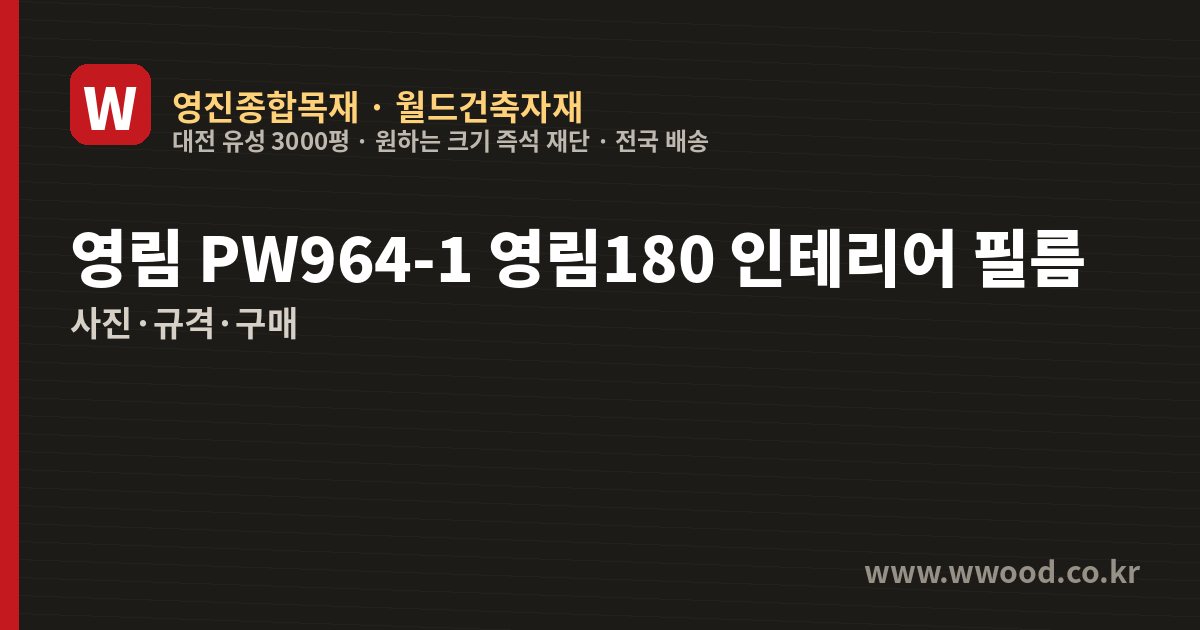 W
영진종합목재 · 월드건축자재
대전 유성 3000평 · 원하는 크기 즉석 재단 · 전국 배송
영림 PW964-1 영림180 인테리어 필름
사진·규격·구매
www.wwood.co.kr